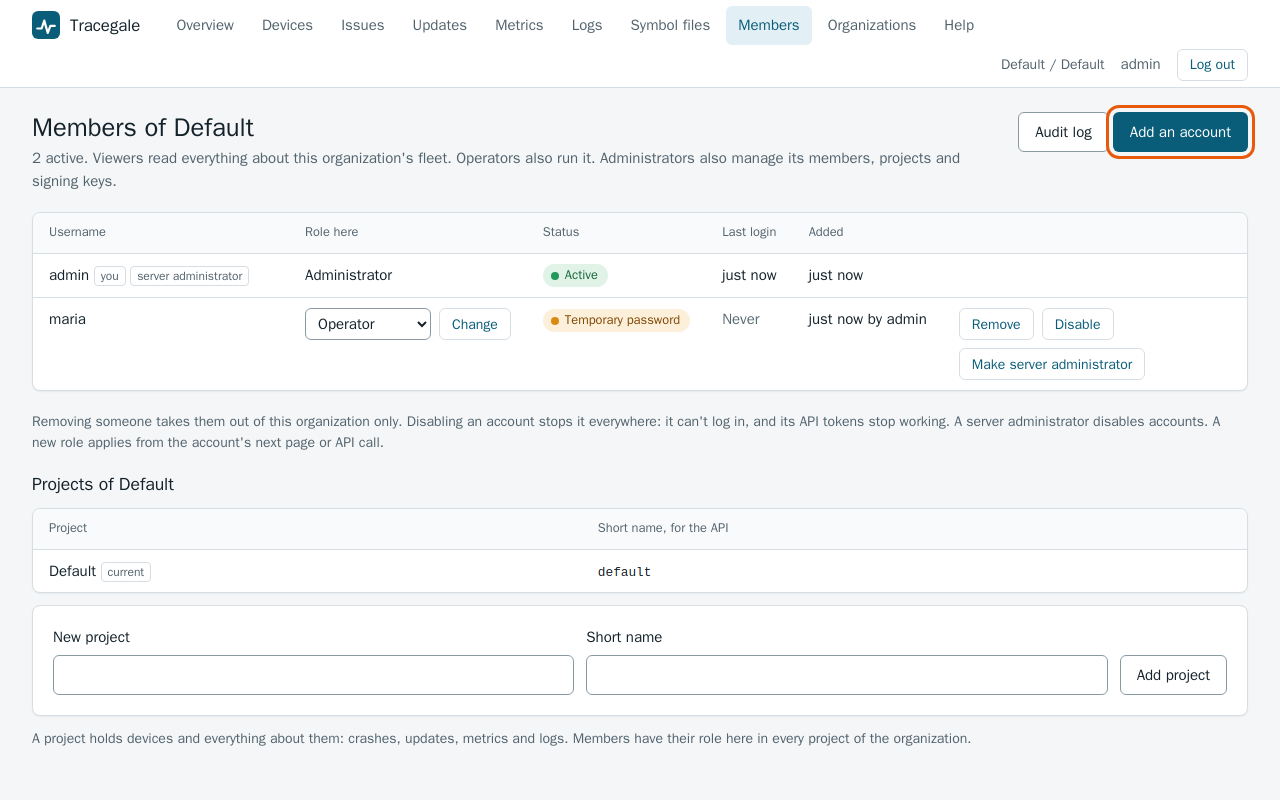 Tracegale
Overview
Devices
Issues
Updates
Metrics
Logs
Symbol files
Members
Organizations
Help
Default / Default
admin
Log out
Members of Default
Audit log
Add an account
2 active. Viewers read everything about this organization's fleet. Operators also run it. Administrators also manage its members, projects and
signing keys.
Username
Role here
Status
Last login
Added
admin you server administrator
Administrator
Active
just now
just now
maria
Operator
Change
Temporary password
Never
just now by admin
Remove
Disable
Make server administrator
Removing someone takes them out of this organization only. Disabling an account stops it everywhere: it can't log in, and its API tokens stop working. A server administrator disables accounts. A
new role applies from the account's next page or API call.
Projects of Default
Project
Short name, for the API
Default current
default
New project
Short name
Add project
A project holds devices and everything about them: crashes, updates, metrics and logs. Members have their role here in every project of the organization.